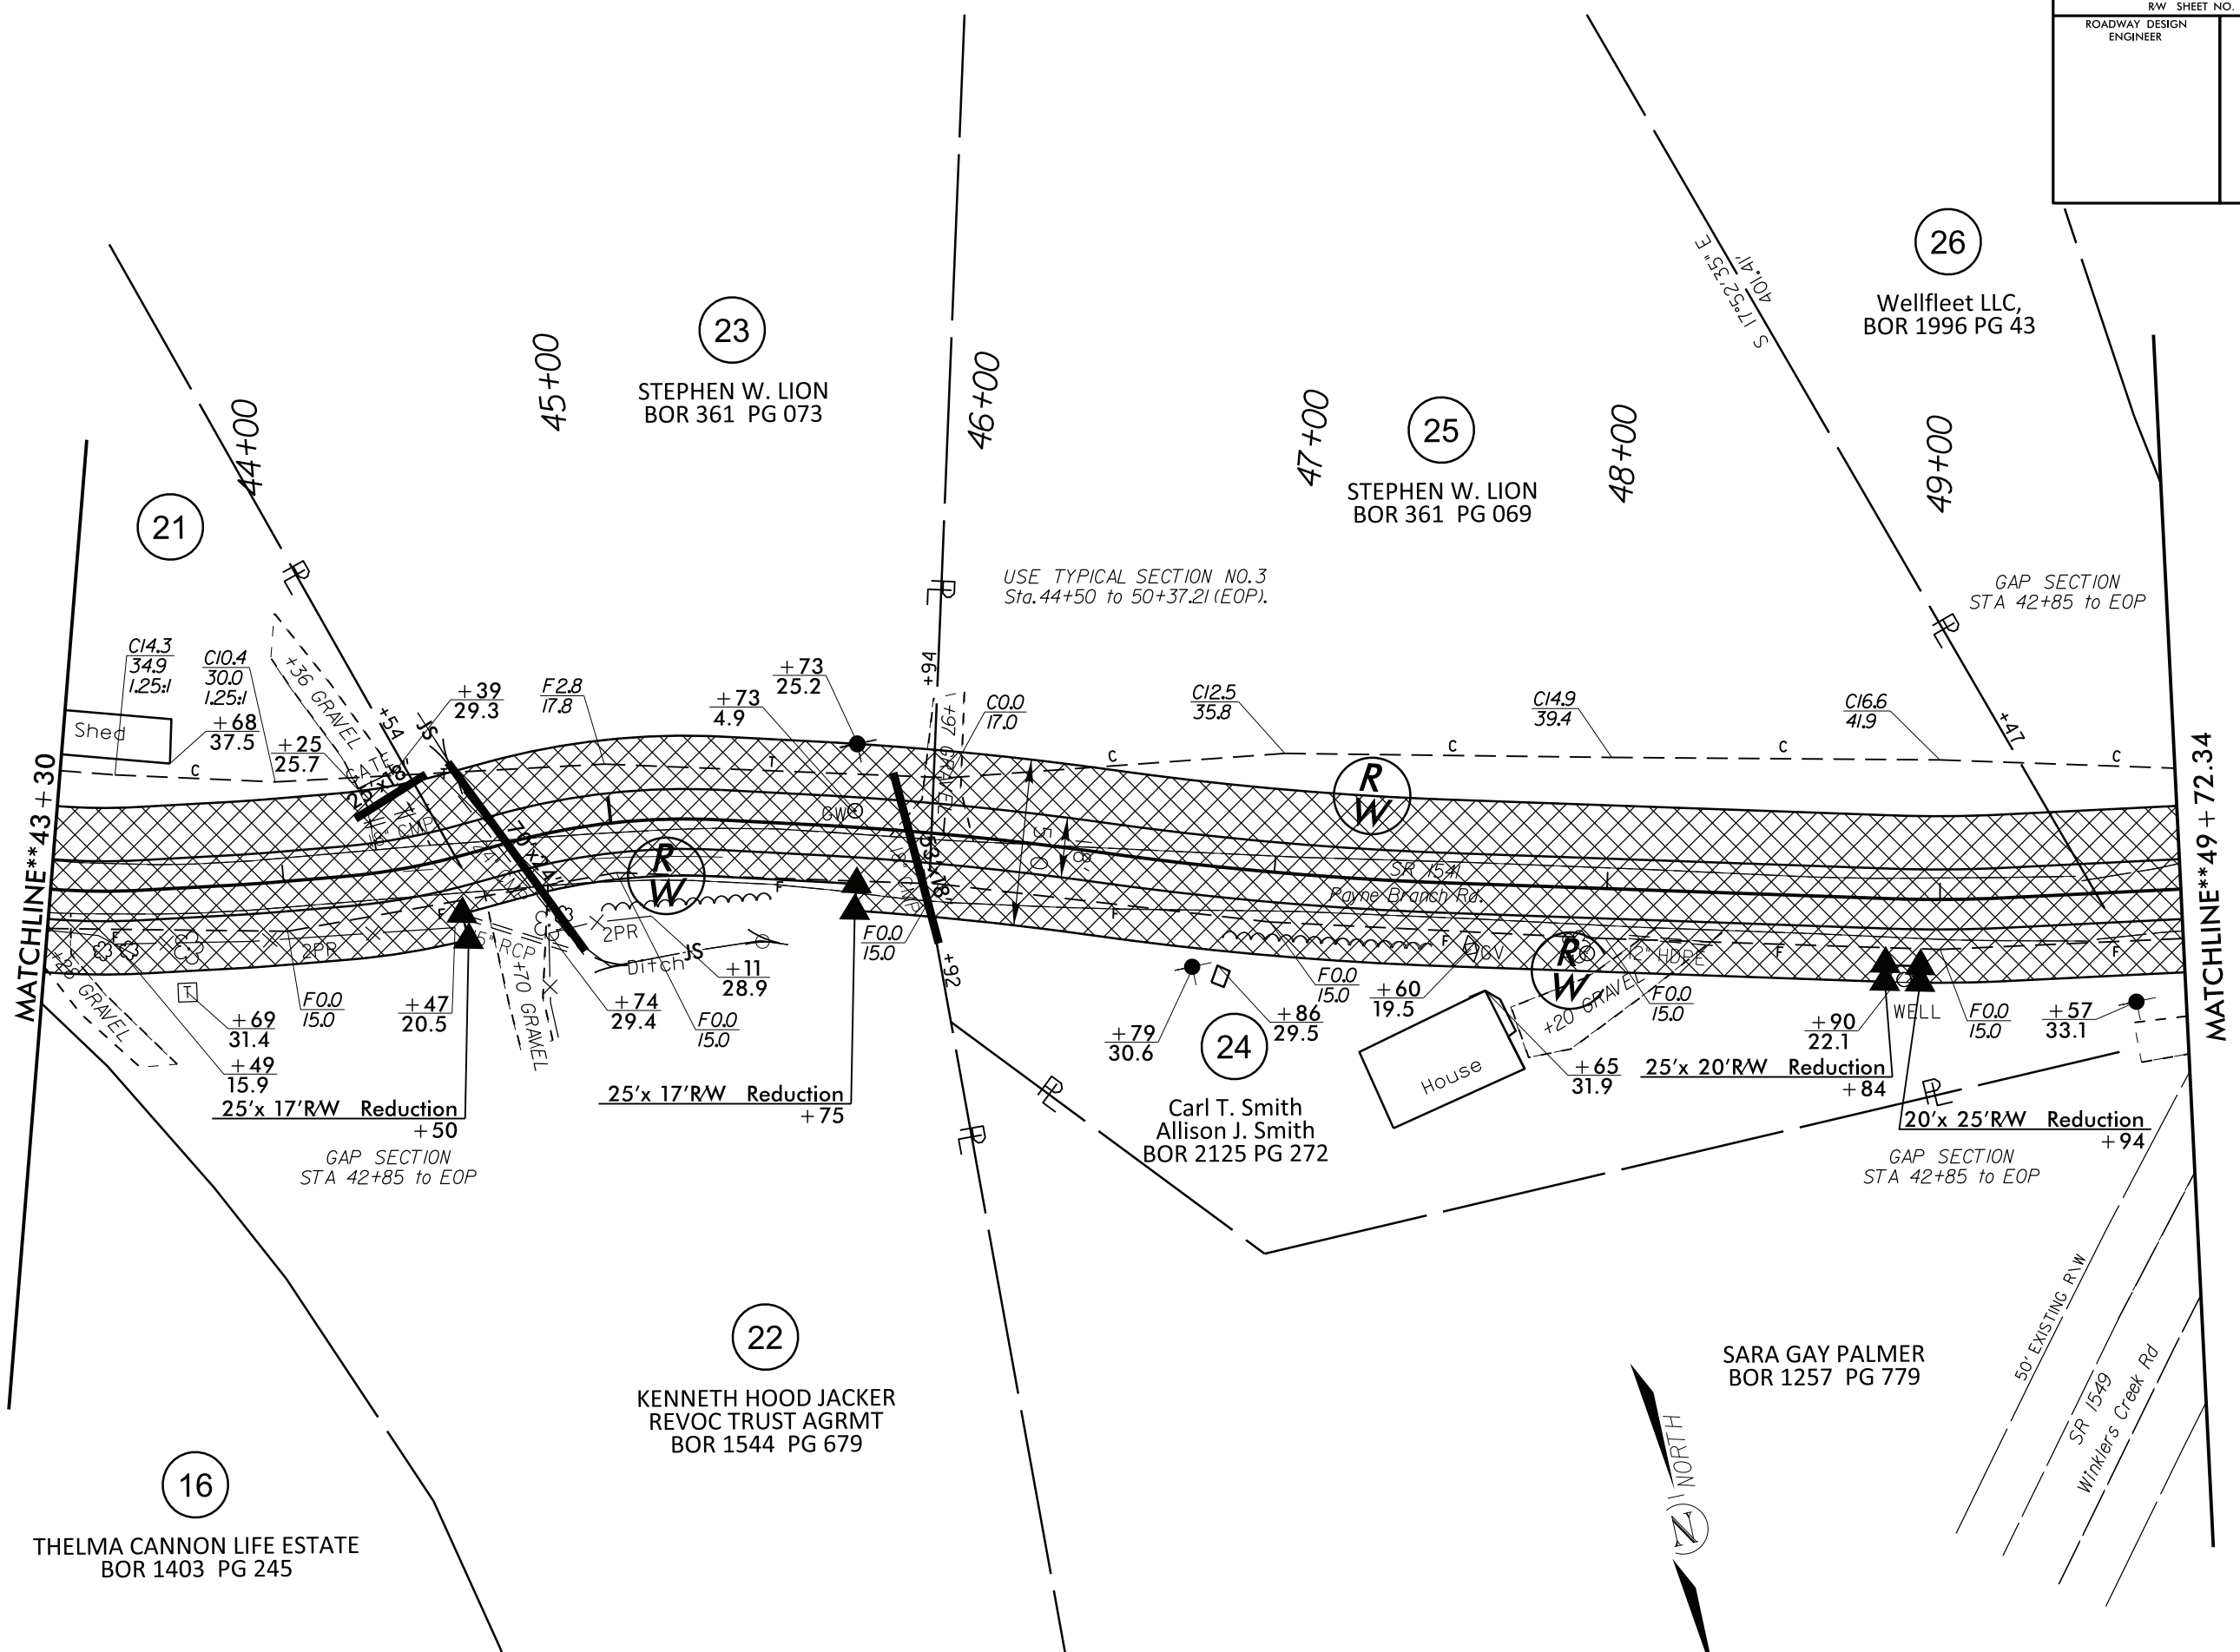 R/W SHEET NO.
ROADWAY DESIGN
ENGINEER
26
Wellfleet LLC,
BOR 1996 PG 43
S 17°52'35" E
401.41'
23
STEPHEN W. LION
BOR 361 PG 073
25
STEPHEN W. LION
BOR 361 PG 069
21
44+00
45+00
46+00
47+00
48+00
49+00
USE TYPICAL SECTION NO.3
Sta.44+50 to 50+37.21 (EOP).
GAP SECTION
STA 42+85 to EOP
C14.3
34.9
1.25:1
C10.4
30.0
1.25:1
Shed
+68
37.5
+25
25.7
+36 GRAVEL
GATE
+54
JS
+39
29.3
F2.8
17.8
+73
4.9
+73
25.2
+94
+97 GRAVEL
C0.0
17.0
C12.5
35.8
C14.9
39.4
C16.6
41.9
+47
C
C
C
C
C
MATCHLINE**43+30
MATCHLINE**49+72.34
GW
R
W
R
W
R
W
SR 1541
Payne Branch Rd.
2PR
2PR
+28 GRAVEL
T
+69
31.4
+49
15.9
F0.0
15.0
+47
20.5
+70 GRAVEL
Ditch
JS
+74
29.4
+11
28.9
F0.0
15.0
F0.0
15.0
+92
25'x 17'R/W Reduction
+50
25'x 17'R/W Reduction
+75
GAP SECTION
STA 42+85 to EOP
+79
30.6
+86
29.5
F0.0
15.0
+60
19.5
GV
12" HDPE
+20 GRAVEL
House
+65
31.9
F0.0
15.0
WELL
+90
22.1
F0.0
15.0
+57
33.1
25'x 20'R/W Reduction
+84
20'x 25'R/W Reduction
+94
GAP SECTION
STA 42+85 to EOP
24
Carl T. Smith
Allison J. Smith
BOR 2125 PG 272
22
KENNETH HOOD JACKER
REVOC TRUST AGRMT
BOR 1544 PG 679
16
THELMA CANNON LIFE ESTATE
BOR 1403 PG 245
SARA GAY PALMER
BOR 1257 PG 779
50' EXISTING R\W
SR 1549
Winklers Creek Rd
NORTH
N